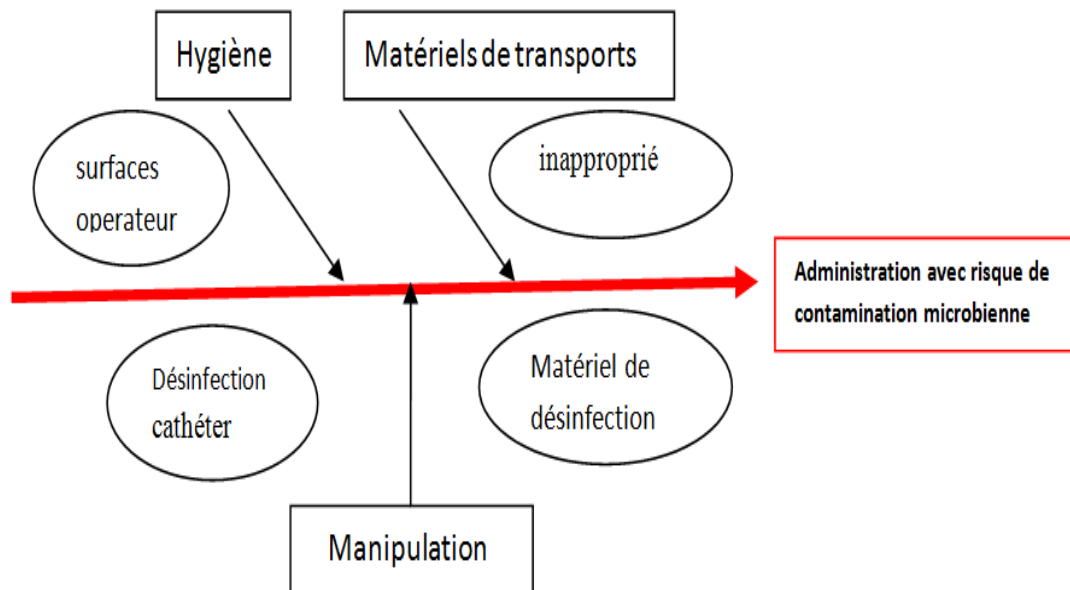 Hygiène
Matériels de transports
surfaces
operateur
inapproprié
Administration avec risque de
contamination microbienne
Désinfection
cathéter
Matériel de
désinfection
Manipulation